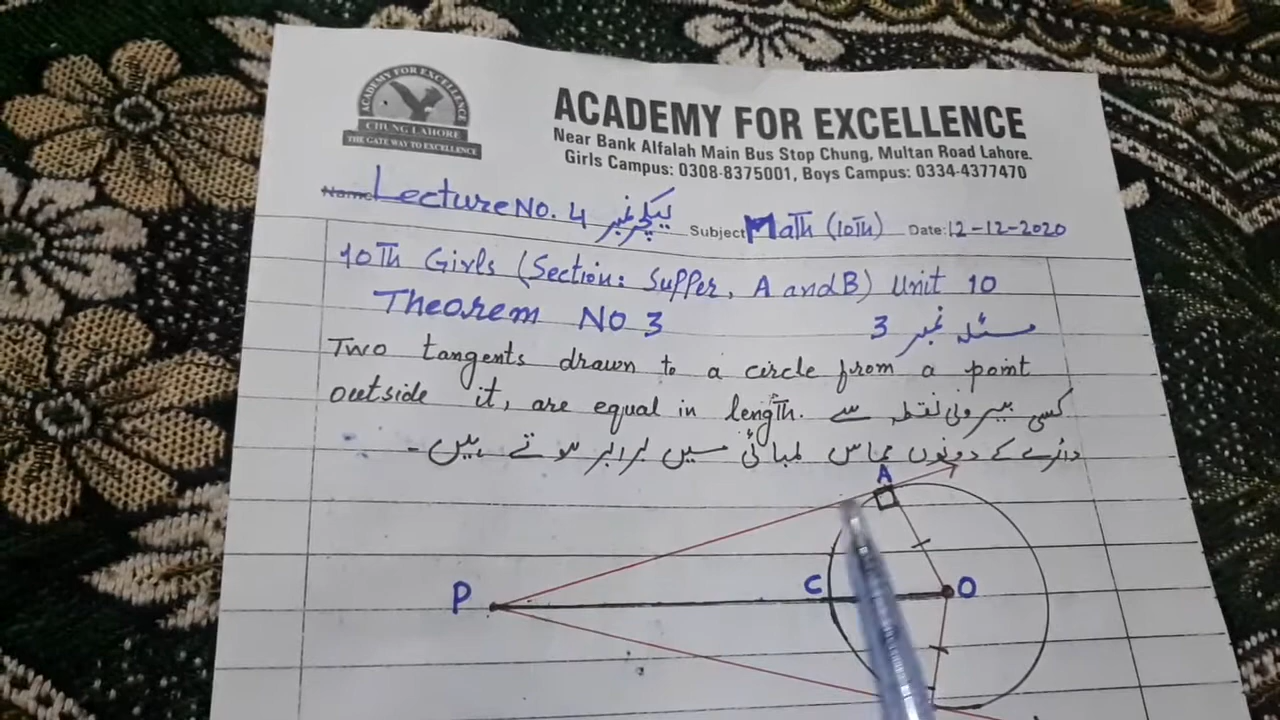 ACADEMY FOR EXCELLENCE
CHUNG LAHORE
THE GATE WAY TO EXCELLENCE
ACADEMY FOR EXCELLENCE
Near Bank Alfalah Main Bus Stop Chung, Multan Road Lahore.
Girls Campus: 0308-8375001, Boys Campus: 0334-4377470
Name Lecture No. 4 لیکچر نمبر Subject Math (10Th) Date: 12-12-2020
10Th Girls (Section: Supper, A and B) Unit 10
Theorem No 3 مسئلہ نمبر 3
Two tangents drawn to a circle from a point
outside it, are equal in length. کسی بیرونی نقطہ سے
دائرے کے دونوں مماس لمبائی میں برابر ہوتے ہیں۔
A
P C O